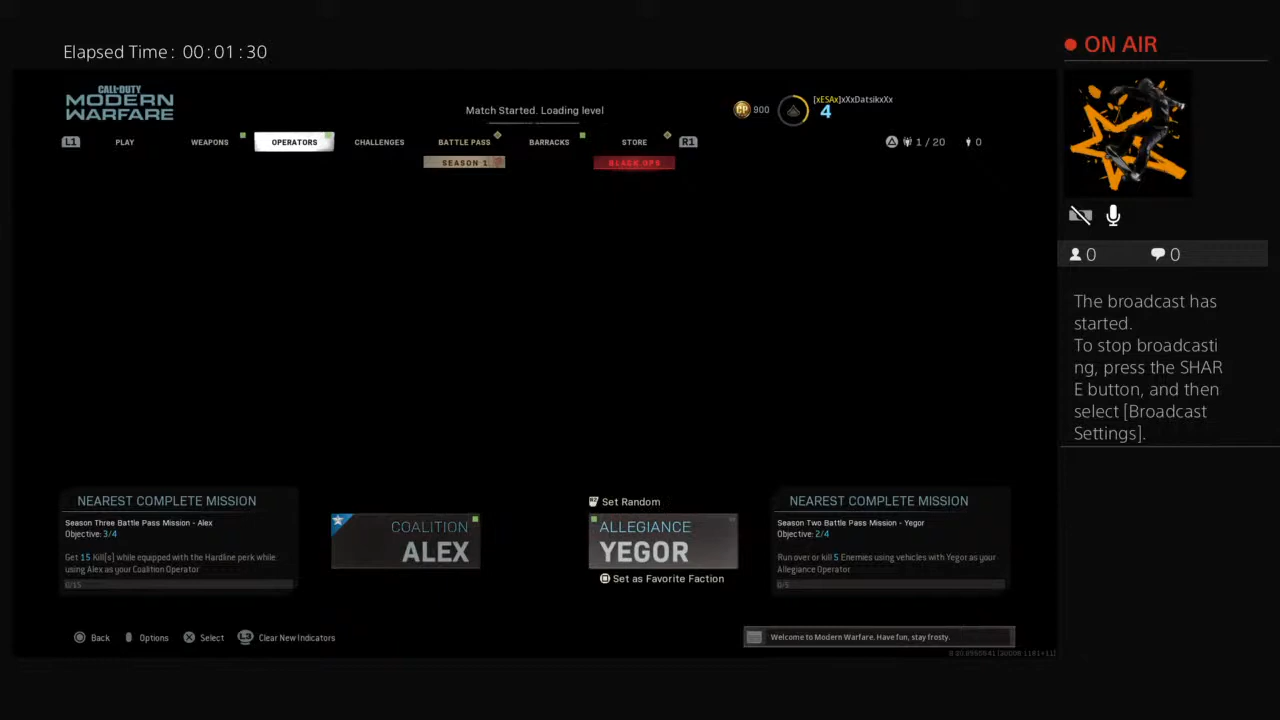 Elapsed Time: 00:01:30
ON AIR
CALL OF DUTY
MODERN
WARFARE
Match Started. Loading level
900
[xESAx]xXxDatsikxXx
4
L1
PLAY
WEAPONS
OPERATORS
CHALLENGES
BATTLE PASS
BARRACKS
STORE
R1
1 / 20
0
SEASON 1
BLACK OPS
0
0
The broadcast has
started.
To stop broadcasti
ng, press the SHAR
E button, and then
select [Broadcast
Settings].
NEAREST COMPLETE MISSION
Season Three Battle Pass Mission - Alex
Objective: 3/4
Get 15 Kill[s] while equipped with the Hardline perk while
using Alex as your Coalition Operator
0/15
COALITION
ALEX
R2 Set Random
ALLEGIANCE
YEGOR
Set as Favorite Faction
NEAREST COMPLETE MISSION
Season Two Battle Pass Mission - Yegor
Objective: 2/4
Run over or kill 5 Enemies using vehicles with Yegor as your
Allegiance Operator
0/5
Back
Options
Select
L3 Clear New Indicators
Welcome to Modern Warfare. Have fun, stay frosty.